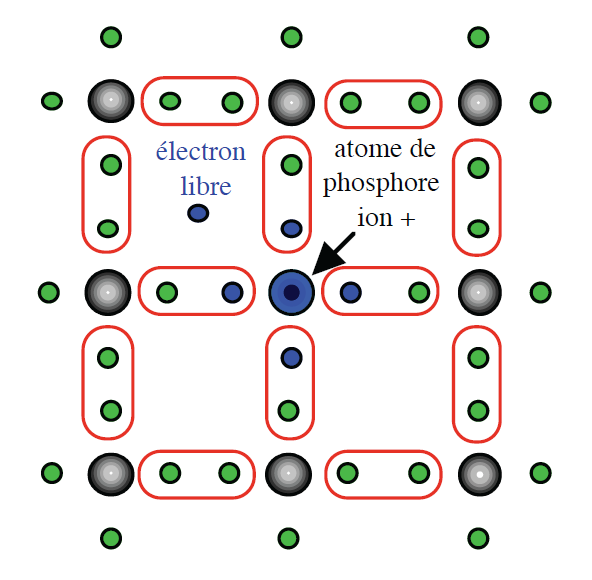 électron
libre
atome de
phosphore
ion +